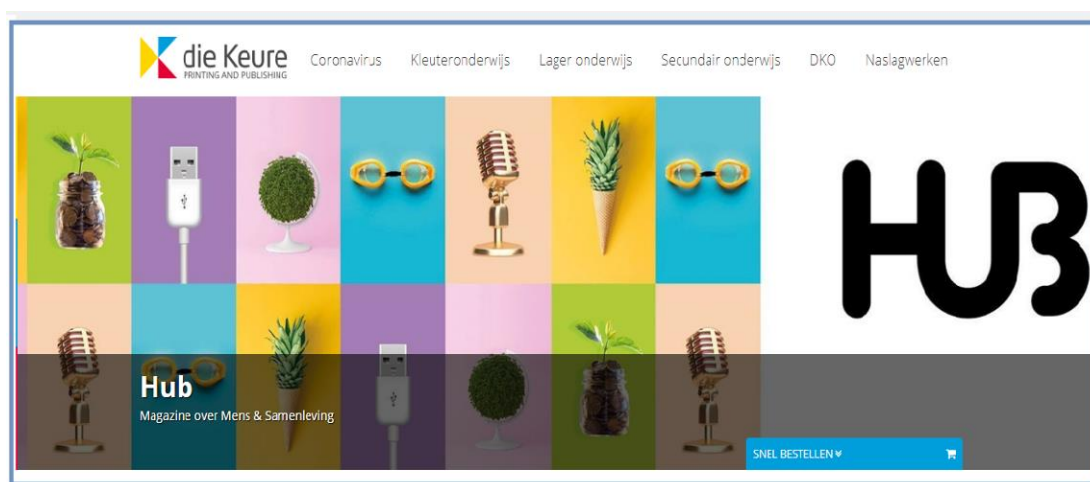 die Keure
PRINTING AND PUBLISHING
Coronavirus Kleuteronderwijs Lager onderwijs Secundair onderwijs DKO Naslagwerken
HUB
Hub
Magazine over Mens & Samenleving
SNEL BESTELLEN